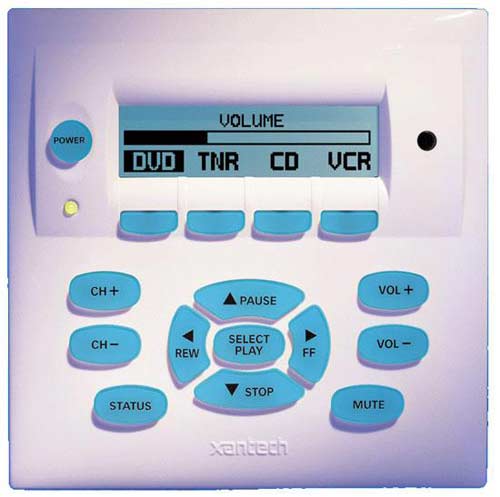 VOLUME
POWER
DVD TNR CD VCR
CH+
▲ PAUSE
VOL+
CH−
◀ REW
SELECT PLAY
▶ FF
VOL−
STATUS
▼ STOP
MUTE
xantech